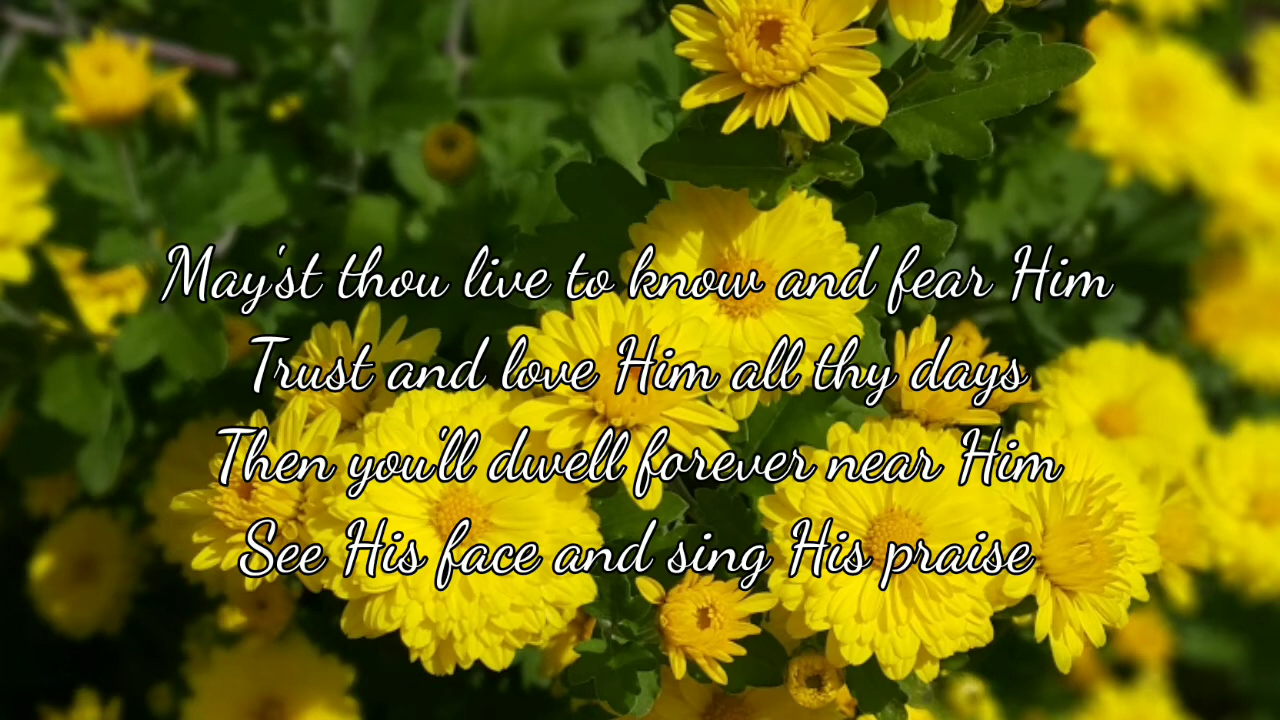 May'st thou live to know and fear Him
Trust and love Him all thy days
Then you'll dwell forever near Him
See His face and sing His praise